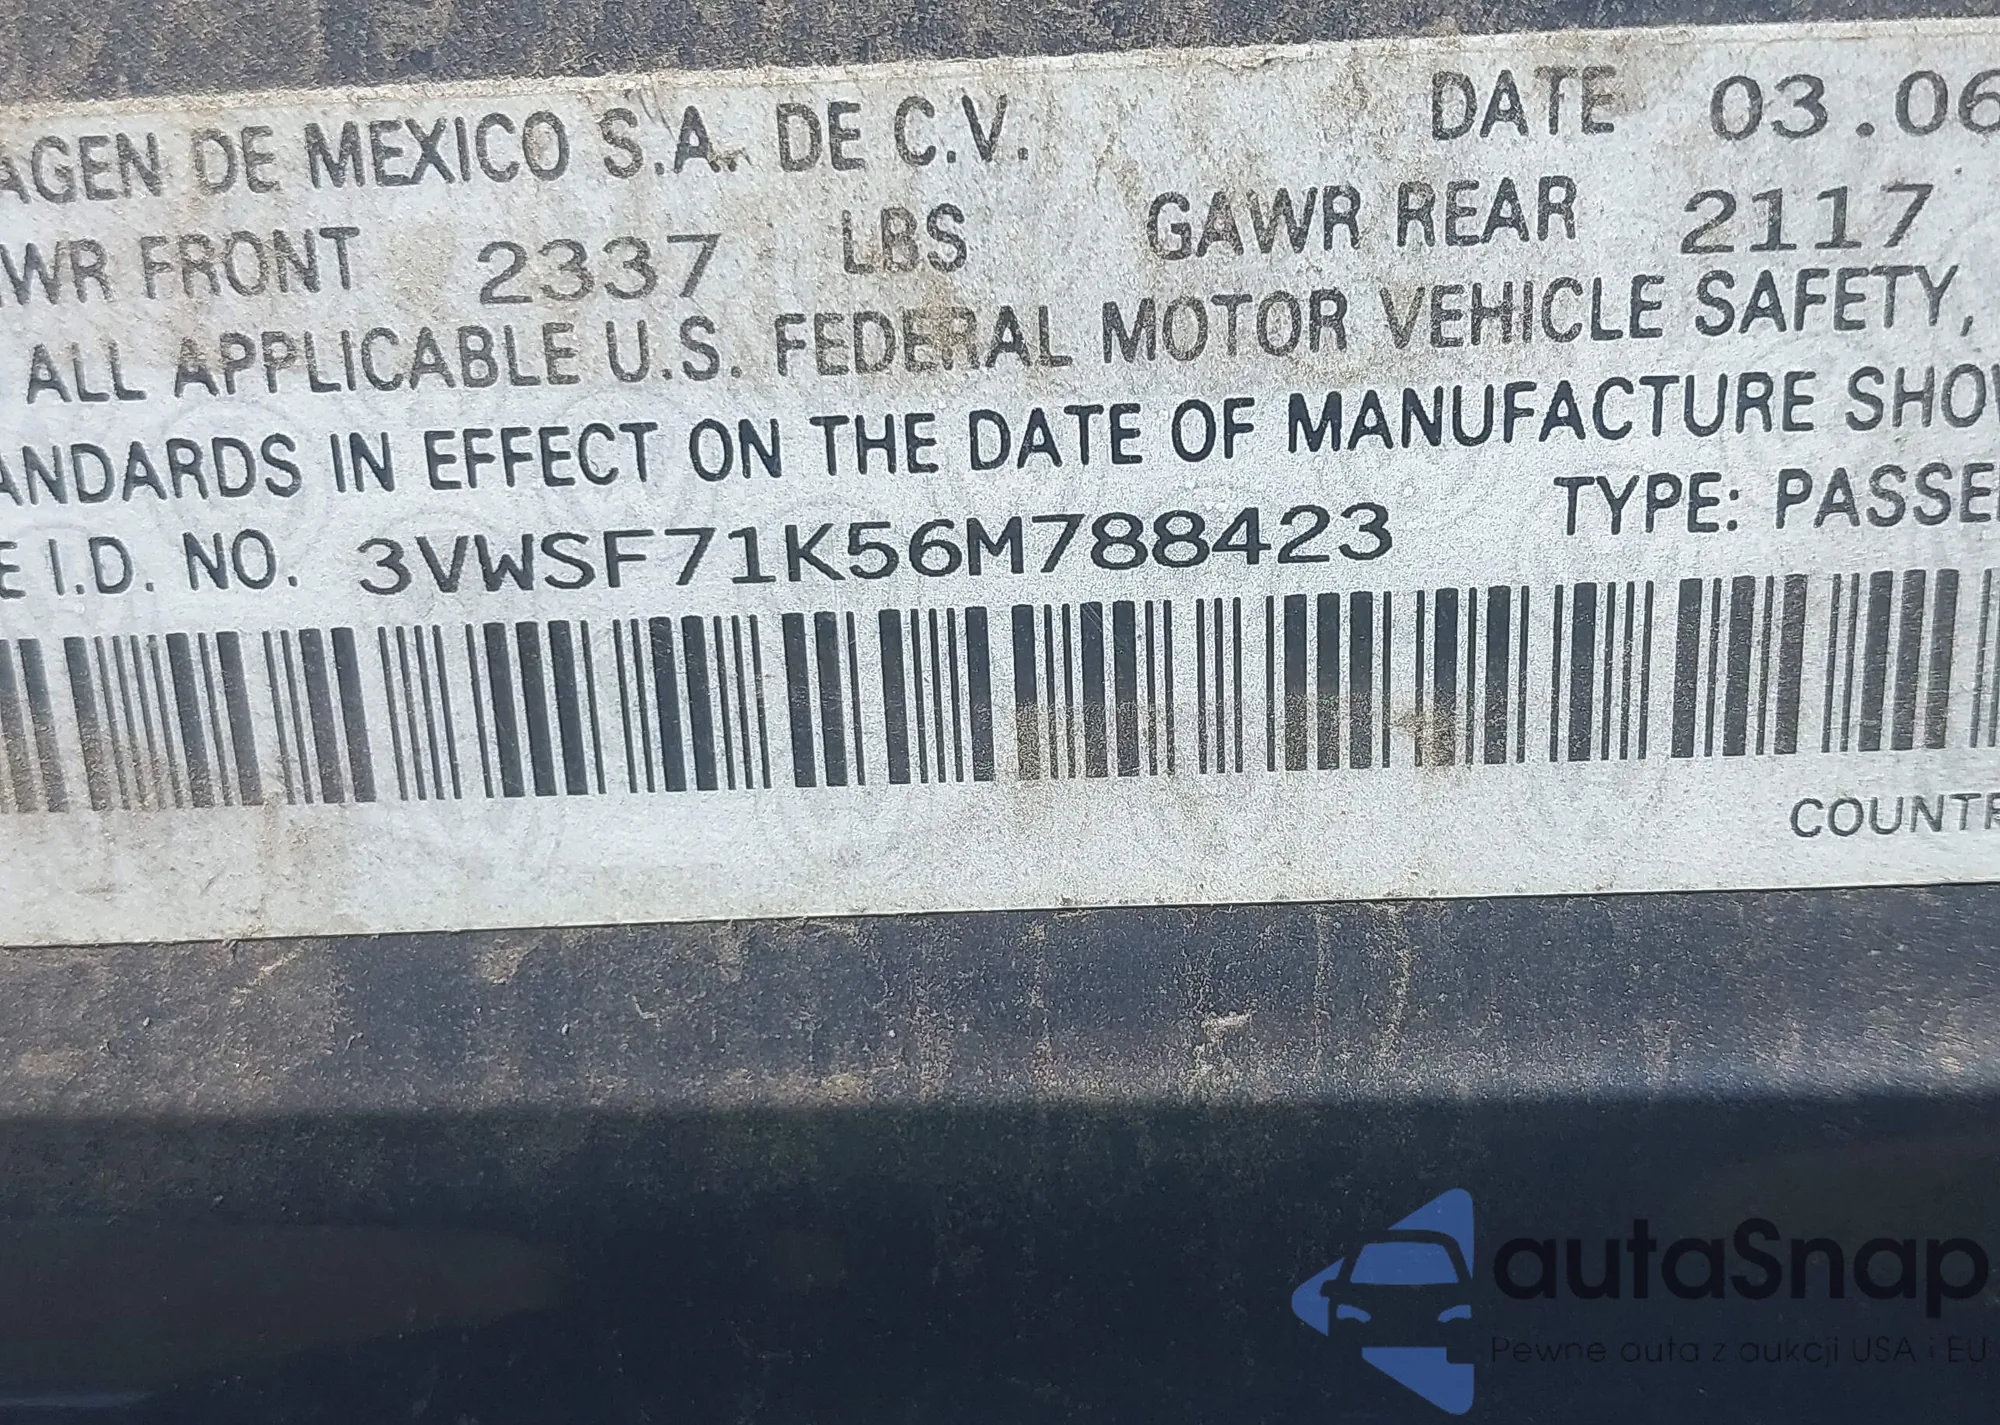 AGEN DE MEXICO S.A. DE C.V. DATE 03.06
WR FRONT 2337 LBS GAWR REAR 2117
ALL APPLICABLE U.S. FEDERAL MOTOR VEHICLE SAFETY,
ANDARDS IN EFFECT ON THE DATE OF MANUFACTURE SHOW
E I.D. NO. 3VWSF71K56M788423 TYPE: PASSE
COUNTR
autaSnap
Pewne auta z aukcji USA i EU